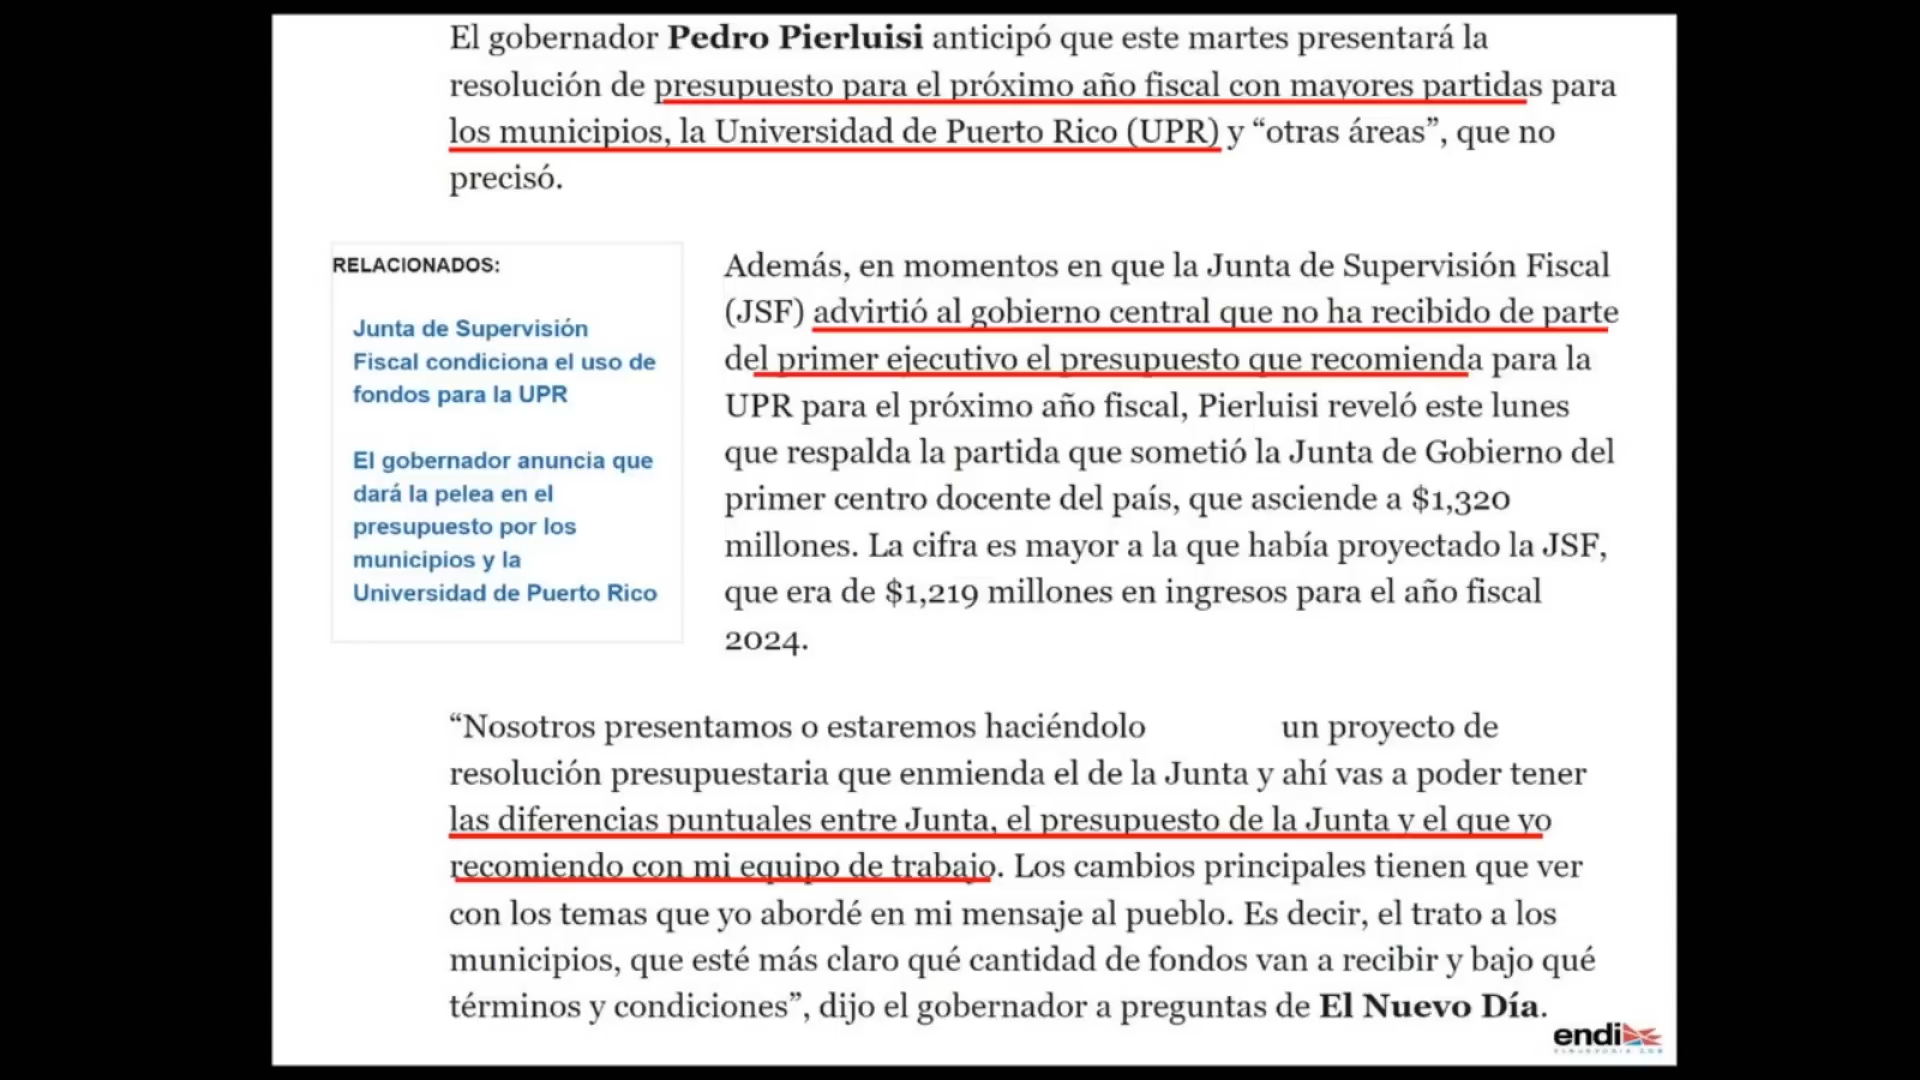 El gobernador Pedro Pierluisi anticipó que este martes presentará la
resolución de presupuesto para el próximo año fiscal con mayores partidas para
los municipios, la Universidad de Puerto Rico (UPR) y “otras áreas”, que no
precisó.
RELACIONADOS:
Junta de Supervisión
Fiscal condiciona el uso de
fondos para la UPR
El gobernador anuncia que
dará la pelea en el
presupuesto por los
municipios y la
Universidad de Puerto Rico
Además, en momentos en que la Junta de Supervisión Fiscal
(JSF) advirtió al gobierno central que no ha recibido de parte
del primer ejecutivo el presupuesto que recomienda para la
UPR para el próximo año fiscal, Pierluisi reveló este lunes
que respalda la partida que sometió la Junta de Gobierno del
primer centro docente del país, que asciende a $1,320
millones. La cifra es mayor a la que había proyectado la JSF,
que era de $1,219 millones en ingresos para el año fiscal
2024.
“Nosotros presentamos o estaremos haciéndolo un proyecto de
resolución presupuestaria que enmienda el de la Junta y ahí vas a poder tener
las diferencias puntuales entre Junta, el presupuesto de la Junta y el que yo
recomiendo con mi equipo de trabajo. Los cambios principales tienen que ver
con los temas que yo abordé en mi mensaje al pueblo. Es decir, el trato a los
municipios, que esté más claro qué cantidad de fondos van a recibir y bajo qué
términos y condiciones”, dijo el gobernador a preguntas de El Nuevo Día.
endi